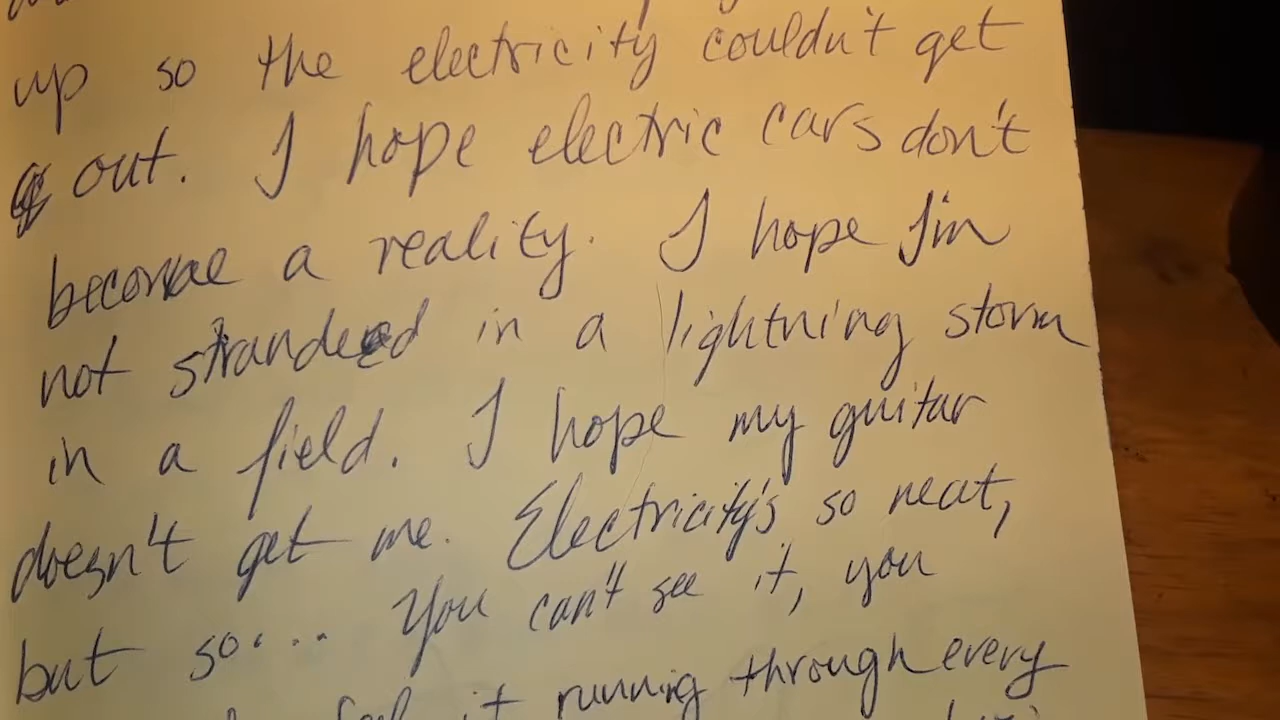 up so the electricity couldn't get
out. I hope electric cars don't
become a reality. I hope I'm
not stranded in a lightning storm
in a field. I hope my guitar
doesn't get me. Electricity's so neat,
but so.... You can't see it, you
feel it running through every